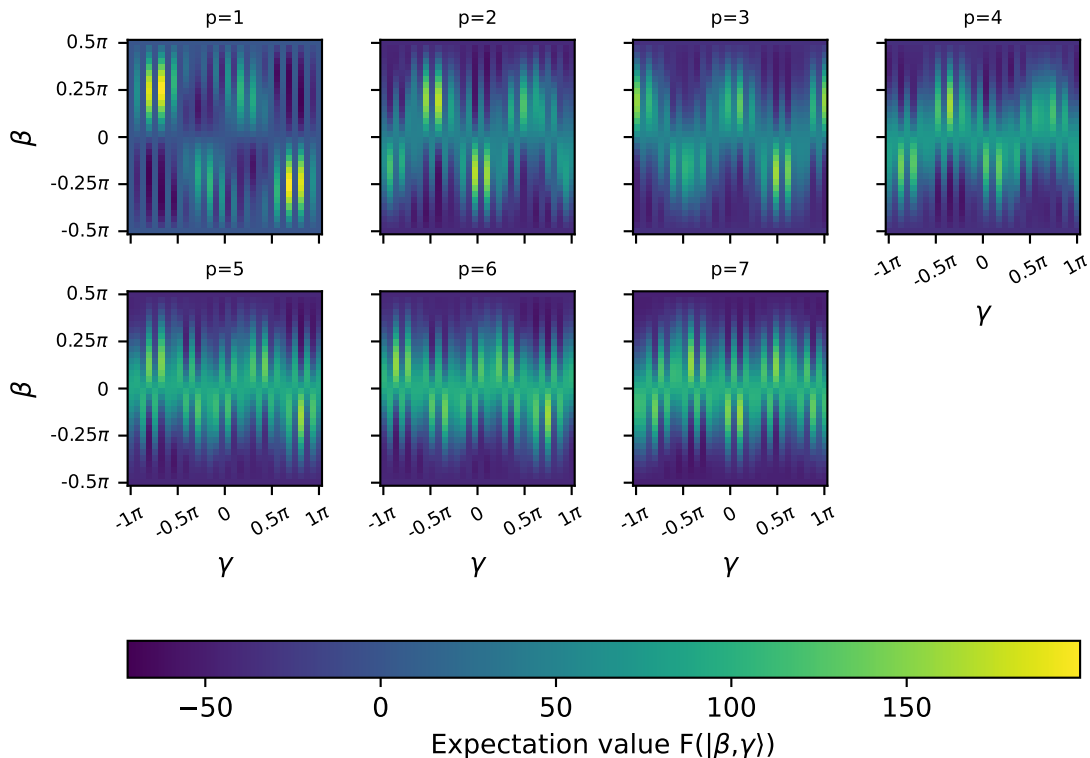 p=1 p=2 p=3 p=4
0.5π
0.25π
0
-0.25π
-0.5π
β
-1π -0.5π 0 0.5π 1π
γ
p=5 p=6 p=7
0.5π
0.25π
0
-0.25π
-0.5π
β
-1π -0.5π 0 0.5π 1π -1π -0.5π 0 0.5π 1π -1π -0.5π 0 0.5π 1π
γ γ γ
−50 0 50 100 150
Expectation value F(|β,γ⟩)